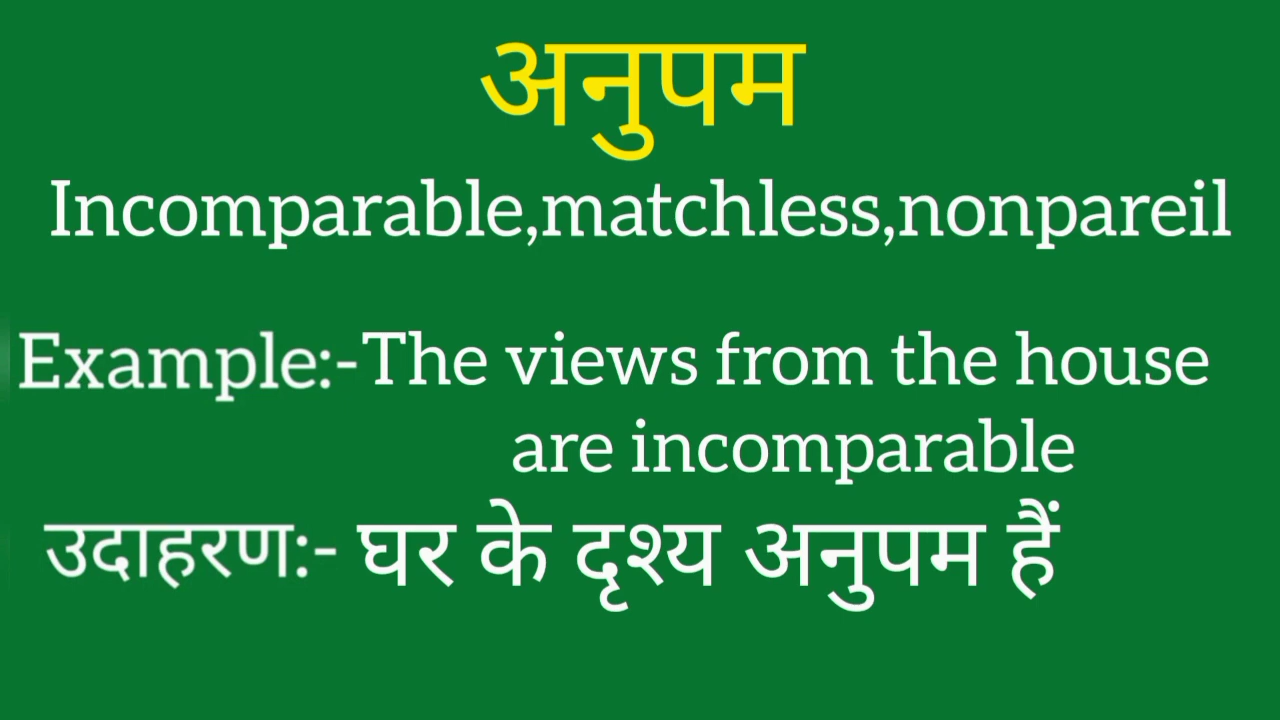 अनुपम
Incomparable,matchless,nonpareil
Example:-The views from the house
are incomparable
उदाहरण:- घर के दृश्य अनुपम हैं